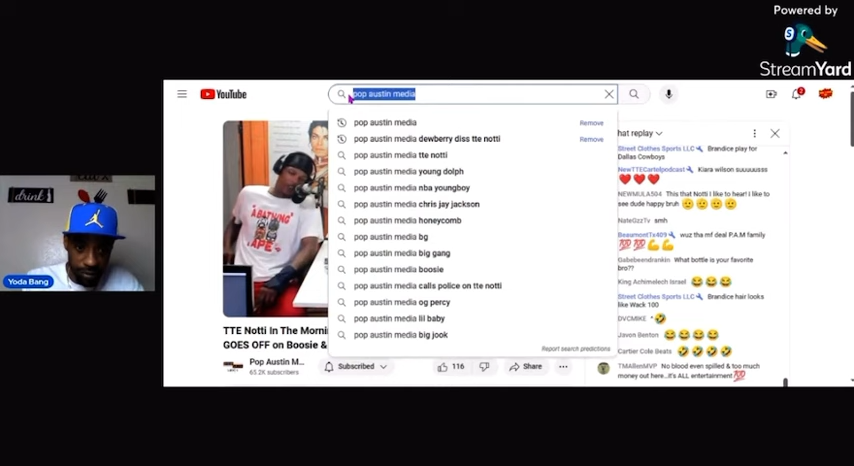 Powered by
S
StreamYard
YouTube
pop austin media
2
pop austin media
Remove
pop austin media dewberry diss tte notti
Remove
pop austin media tte notti
pop austin media young dolph
pop austin media nba youngboy
pop austin media chris jay jackson
pop austin media honeycomb
pop austin media bg
pop austin media big gang
pop austin media boosie
pop austin media calls police on tte notti
pop austin media og percy
pop austin media lil baby
pop austin media big jook
Report search predictions
drink
Yoda Bang
A BATHING
APE
TTE Notti In The Morni
GOES OFF on Boosie &
Pop Austin M...
65.2K subscribers
Subscribed
116
Share
hat replay
Street Clothes Sports LLC Brandice play for
Dallas Cowboys
NewTTECartelpodcast Kiara wilson suuuuusss
NEWMULA504 This that Notti I like to hear! I like to
see dude happy bruh
NateGzzTv smh
BeaumontTx409 wuz tha mf deal P.A.M family
💯💯
Gabebeendrankin What bottle is your favorite
bro??
King Achimelech Israel
Street Clothes Sports LLC Brandice hair looks
like Wack 100
DVCMIKE
Javon Benton
Cartier Cole Beats
TMABenMVP No blood even spilled & too much
money out here...it's ALL entertainment 💯